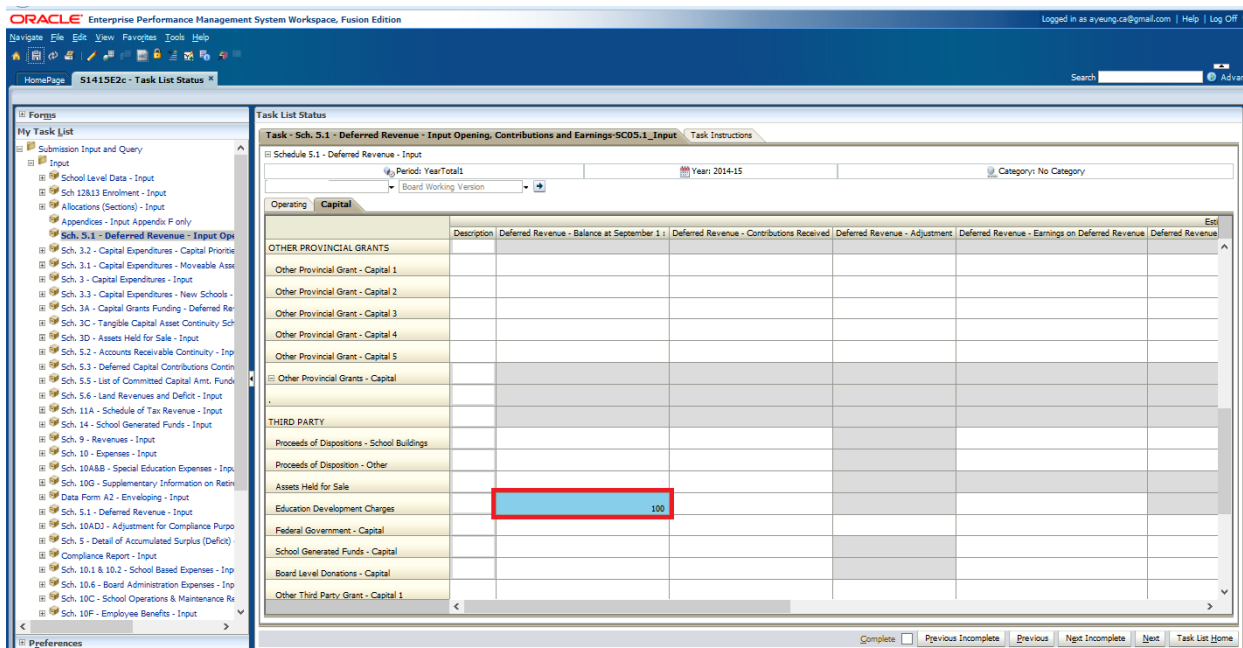 ORACLE® Enterprise Performance Management System Workspace, Fusion Edition
Logged in as ayeung.ca@gmail.com | Help | Log Off
Navigate File Edit View Favorites Tools Help
HomePage S1415E2c - Task List Status
Search Advan
Forms
My Task List
Submission Input and Query
Input
School Level Data - Input
Sch 12&13 Enrolment - Input
Allocations (Sections) - Input
Appendices - Input Appendix F only
Sch. 5.1 - Deferred Revenue - Input Ope
Sch. 3.2 - Capital Expenditures - Capital Prioritie
Sch. 3.1 - Capital Expenditures - Moveable Asse
Sch. 3 - Capital Expenditures - Input
Sch. 3.3 - Capital Expenditures - New Schools -
Sch. 3A - Capital Grants Funding - Deferred Re
Sch. 3C - Tangible Capital Asset Continuity Sch
Sch. 3D - Assets Held for Sale - Input
Sch. 5.2 - Accounts Receivable Continuity - Inp
Sch. 5.3 - Deferred Capital Contributions Contin
Sch. 5.5 - List of Committed Capital Amt. Funde
Sch. 5.6 - Land Revenues and Deficit - Input
Sch. 11A - Schedule of Tax Revenue - Input
Sch. 14 - School Generated Funds - Input
Sch. 9 - Revenues - Input
Sch. 10 - Expenses - Input
Sch. 10A&B - Special Education Expenses - Inpu
Sch. 10G - Supplementary Information on Retire
Data Form A2 - Enveloping - Input
Sch. 5.1 - Deferred Revenue - Input
Sch. 10ADJ - Adjustment for Compliance Purpo
Sch. 5 - Detail of Accumulated Surplus (Deficit)
Compliance Report - Input
Sch. 10.1 & 10.2 - School Based Expenses - Inp
Sch. 10.6 - Board Administration Expenses - Inp
Sch. 10C - School Operations & Maintenance Re
Sch. 10F - Employee Benefits - Input
Preferences
Task List Status
Task - Sch. 5.1 - Deferred Revenue - Input Opening, Contributions and Earnings-SC05.1_Input Task Instructions
Schedule 5.1 - Deferred Revenue - Input
Period: YearTotal1 Year: 2014-15 Category: No Category
Board Working Version
Operating Capital
Esti
Description Deferred Revenue - Balance at September 1 : Deferred Revenue - Contributions Received Deferred Revenue - Adjustment Deferred Revenue - Earnings on Deferred Revenue Deferred Revenue
OTHER PROVINCIAL GRANTS
Other Provincial Grant - Capital 1
Other Provincial Grant - Capital 2
Other Provincial Grant - Capital 3
Other Provincial Grant - Capital 4
Other Provincial Grant - Capital 5
Other Provincial Grants - Capital
.
THIRD PARTY
Proceeds of Dispositions - School Buildings
Proceeds of Disposition - Other
Assets Held for Sale
Education Development Charges 100
Federal Government - Capital
School Generated Funds - Capital
Board Level Donations - Capital
Other Third Party Grant - Capital 1
Complete Previous Incomplete Previous Next Incomplete Next Task List Home